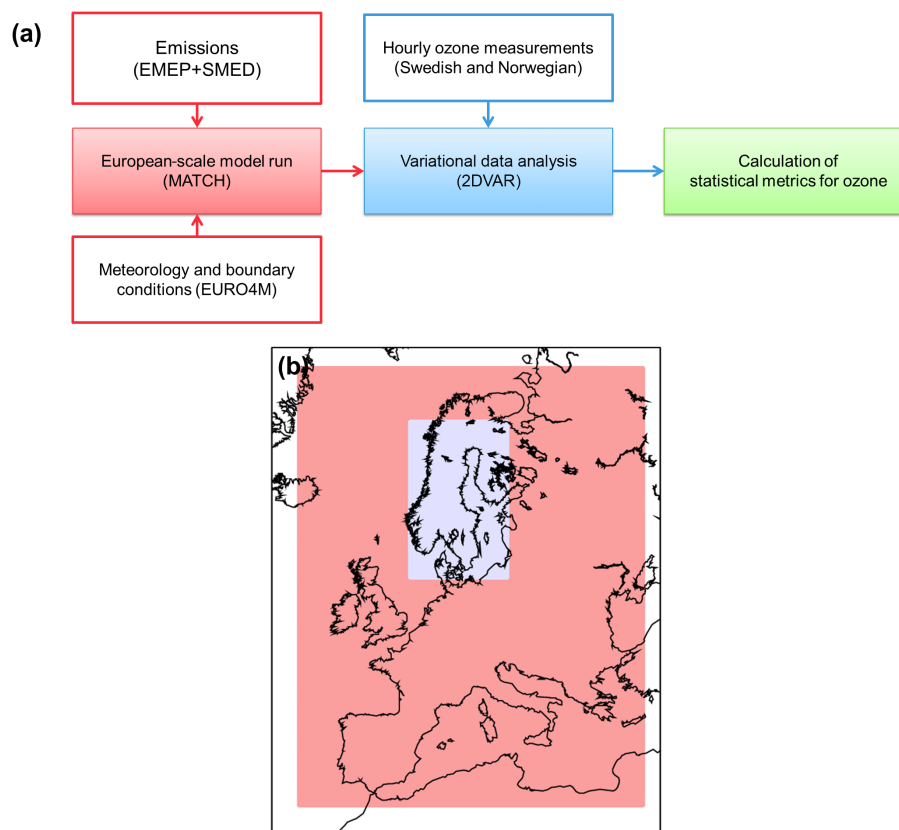 (a)
Emissions
(EMEP+SMED)
Hourly ozone measurements
(Swedish and Norwegian)
European-scale model run
(MATCH)
Variational data analysis
(2DVAR)
Calculation of
statistical metrics for ozone
Meteorology and boundary
conditions (EURO4M)
(b)